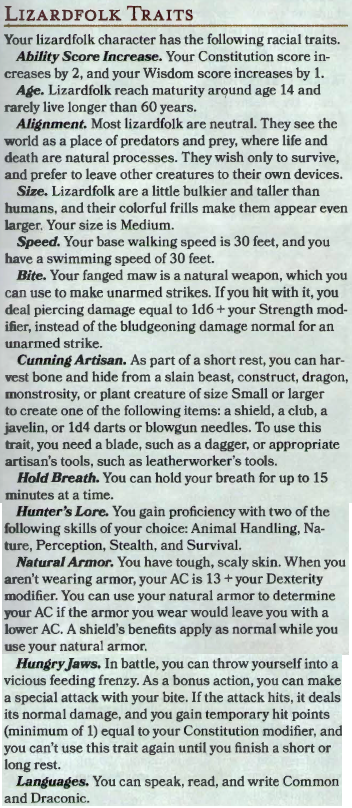 LIZARDFOLK TRAITS
Your lizardfolk character has the following racial traits.
Ability Score Increase. Your Constitution score in-
creases by 2, and your Wisdom score increases by 1.
Age. Lizardfolk reach maturity around age 14 and
rarely live longer than 60 years.
Alignment. Most lizardfolk are neutral. They see the
world as a place of predators and prey, where life and
death are natural processes. They wish only to survive,
and prefer to leave other creatures to their own devices.
Size. Lizardfolk are a little bulkier and taller than
humans, and their colorful frills make them appear even
larger. Your size is Medium.
Speed. Your base walking speed is 30 feet, and you
have a swimming speed of 30 feet.
Bite. Your fanged maw is a natural weapon, which you
can use to make unarmed strikes. If you hit with it, you
deal piercing damage equal to 1d6 + your Strength mod-
ifier, instead of the bludgeoning damage normal for an
unarmed strike.
Cunning Artisan. As part of a short rest, you can har-
vest bone and hide from a slain beast, construct, dragon,
monstrosity, or plant creature of size Small or larger
to create one of the following items: a shield, a club, a
javelin, or 1d4 darts or blowgun needles. To use this
trait, you need a blade, such as a dagger, or appropriate
artisan's tools, such as leatherworker's tools.
Hold Breath. You can hold your breath for up to 15
minutes at a time.
Hunter's Lore. You gain proficiency with two of the
following skills of your choice: Animal Handling, Na-
ture, Perception, Stealth, and Survival.
Natural Armor. You have tough, scaly skin. When you
aren't wearing armor, your AC is 13 + your Dexterity
modifier. You can use your natural armor to determine
your AC if the armor you wear would leave you with a
lower AC. A shield's benefits apply as normal while you
use your natural armor.
Hungry Jaws. In battle, you can throw yourself into a
vicious feeding frenzy. As a bonus action, you can make
a special attack with your bite. If the attack hits, it deals
its normal damage, and you gain temporary hit points
(minimum of 1) equal to your Constitution modifier, and
you can't use this trait again until you finish a short or
long rest.
Languages. You can speak, read, and write Common
and Draconic.